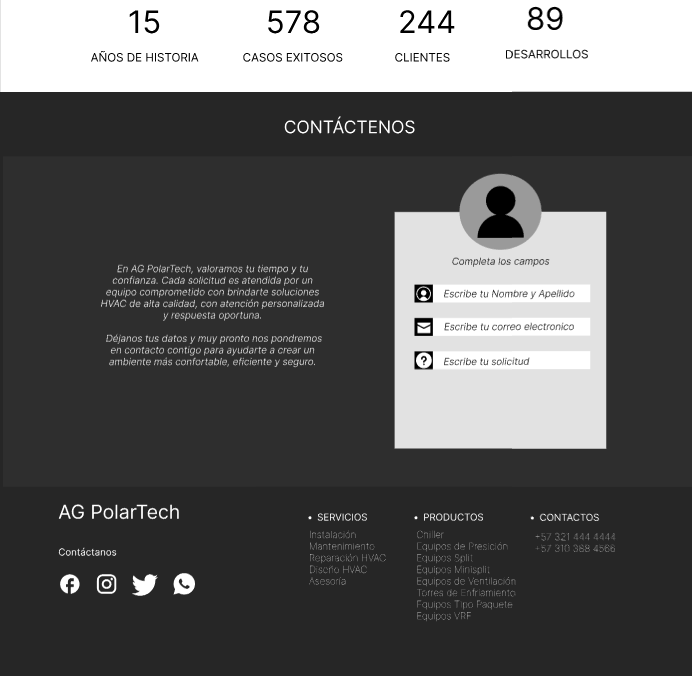 15
AÑOS DE HISTORIA
578
CASOS EXITOSOS
244
CLIENTES
89
DESARROLLOS
CONTÁCTENOS
En AG PolarTech, valoramos tu tiempo y tu
confianza. Cada solicitud es atendida por un
equipo comprometido con brindarte soluciones
HVAC de alta calidad, con atención personalizada
y respuesta oportuna.
Déjanos tus datos y muy pronto nos pondremos
en contacto contigo para ayudarte a crear un
ambiente más confortable, eficiente y seguro.
Completa los campos
Escribe tu Nombre y Apellido
Escribe tu correo electronico
Escribe tu solicitud
AG PolarTech
Contáctanos
• SERVICIOS
Instalación
Mantenimiento
Reparación HVAC
Diseño HVAC
Asesoría
• PRODUCTOS
Chiller
Equipos de Presición
Equipos Split
Equipos Minisplit
Equipos de Ventilación
Torres de Enfriamiento
Equipos Tipo Paquete
Equipos VRF
• CONTACTOS
+57 321 444 4444
+57 310 388 4566